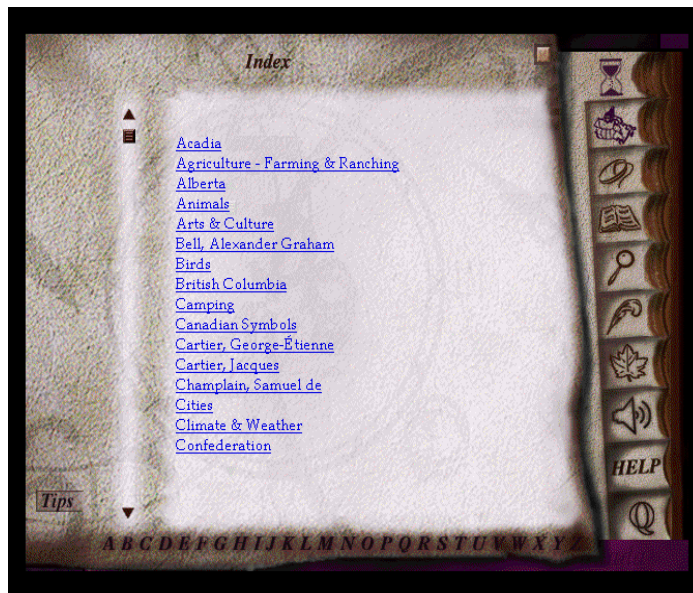 Index
Acadia
Agriculture - Farming & Ranching
Alberta
Animals
Arts & Culture
Bell, Alexander Graham
Birds
British Columbia
Camping
Canadian Symbols
Cartier, George-Étienne
Cartier, Jacques
Champlain, Samuel de
Cities
Climate & Weather
Confederation
HELP
Tips
Q
A B C D E F G H I J K L M N O P Q R S T U V W X Y Z